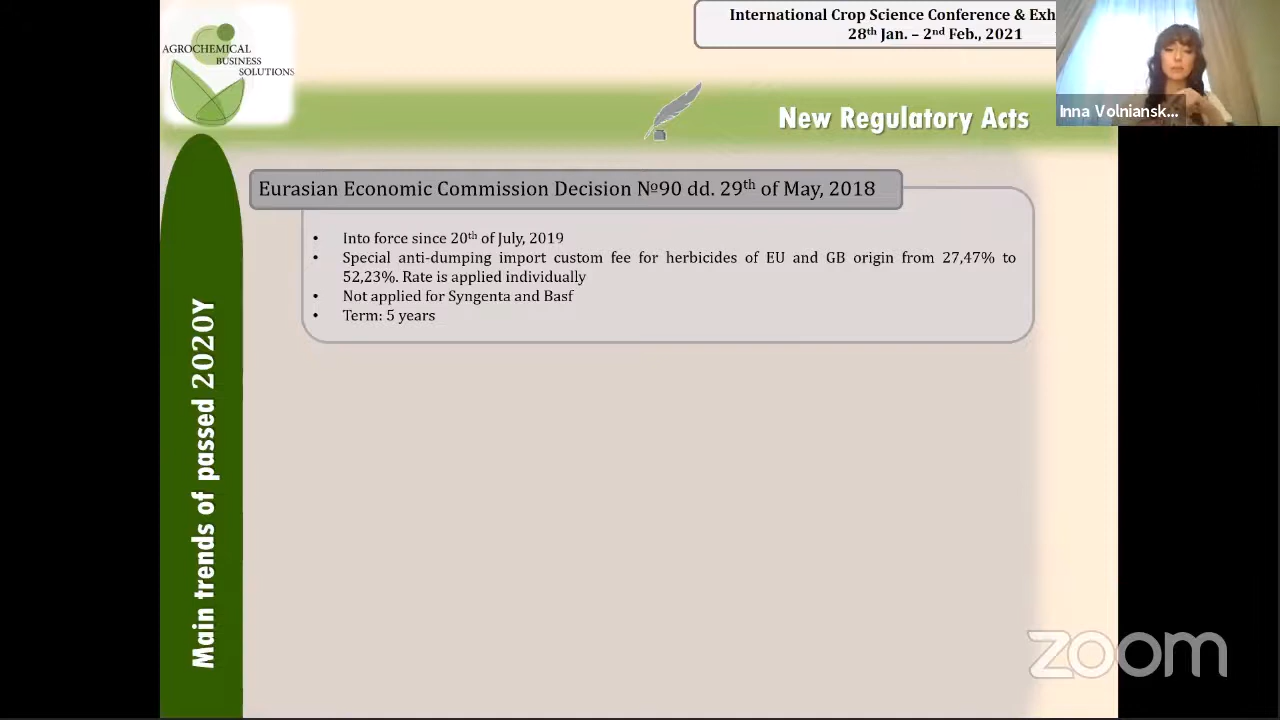 International Crop Science Conference & Exh
28th Jan. – 2nd Feb., 2021
AGROCHEMICAL
BUSINESS
SOLUTIONS
Inna Volniansk...
New Regulatory Acts
Eurasian Economic Commission Decision №90 dd. 29th of May, 2018
• Into force since 20th of July, 2019
• Special anti-dumping import custom fee for herbicides of EU and GB origin from 27,47% to
52,23%. Rate is applied individually
• Not applied for Syngenta and Basf
• Term: 5 years
Main trends of passed 2020Y
zoom